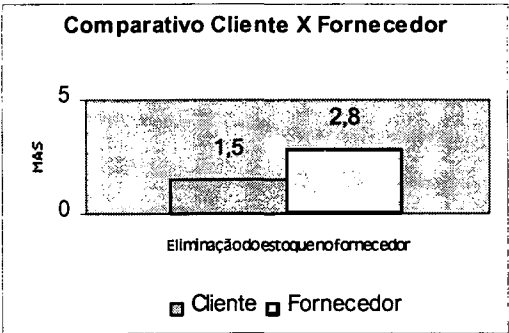 Comparativo Cliente X Fornecedor
5
2,8
1,5
MAS
0
Eliminação do estoque no fornecedor
Cliente Fornecedor